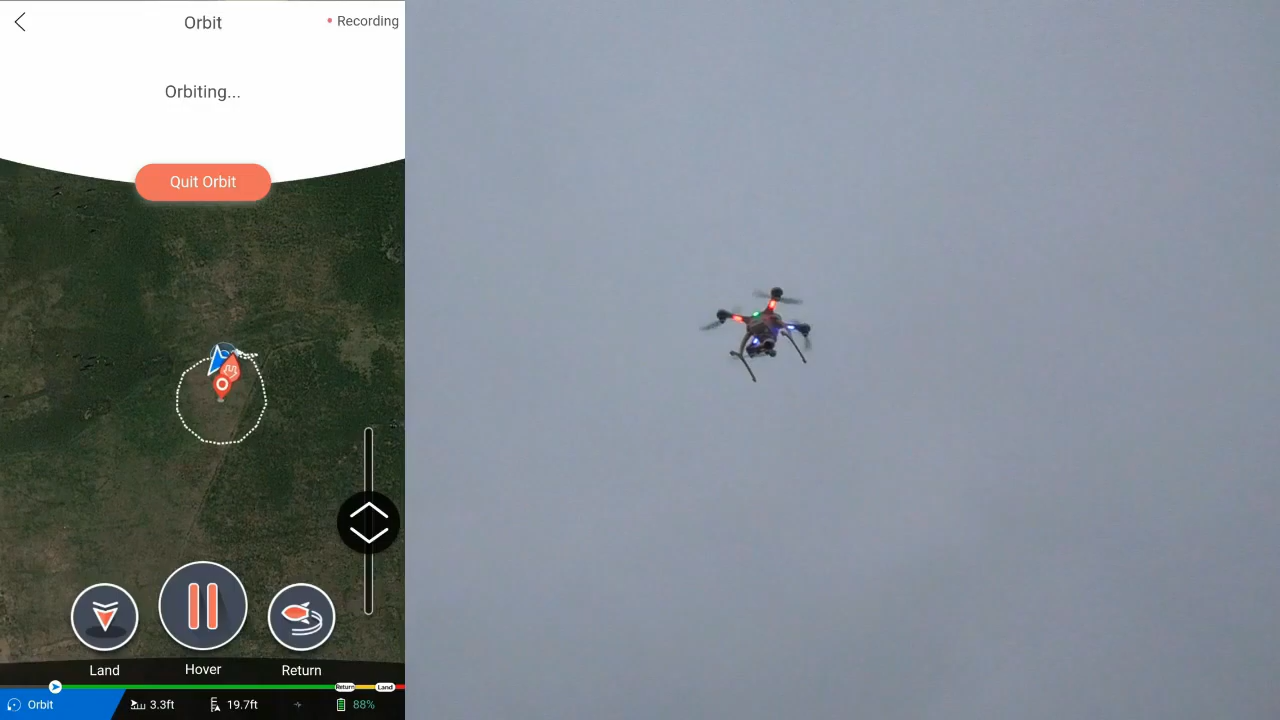 Orbit
Recording
Orbiting...
Quit Orbit
Land
Hover
Return
Return
Land
Orbit
3.3ft
19.7ft
88%